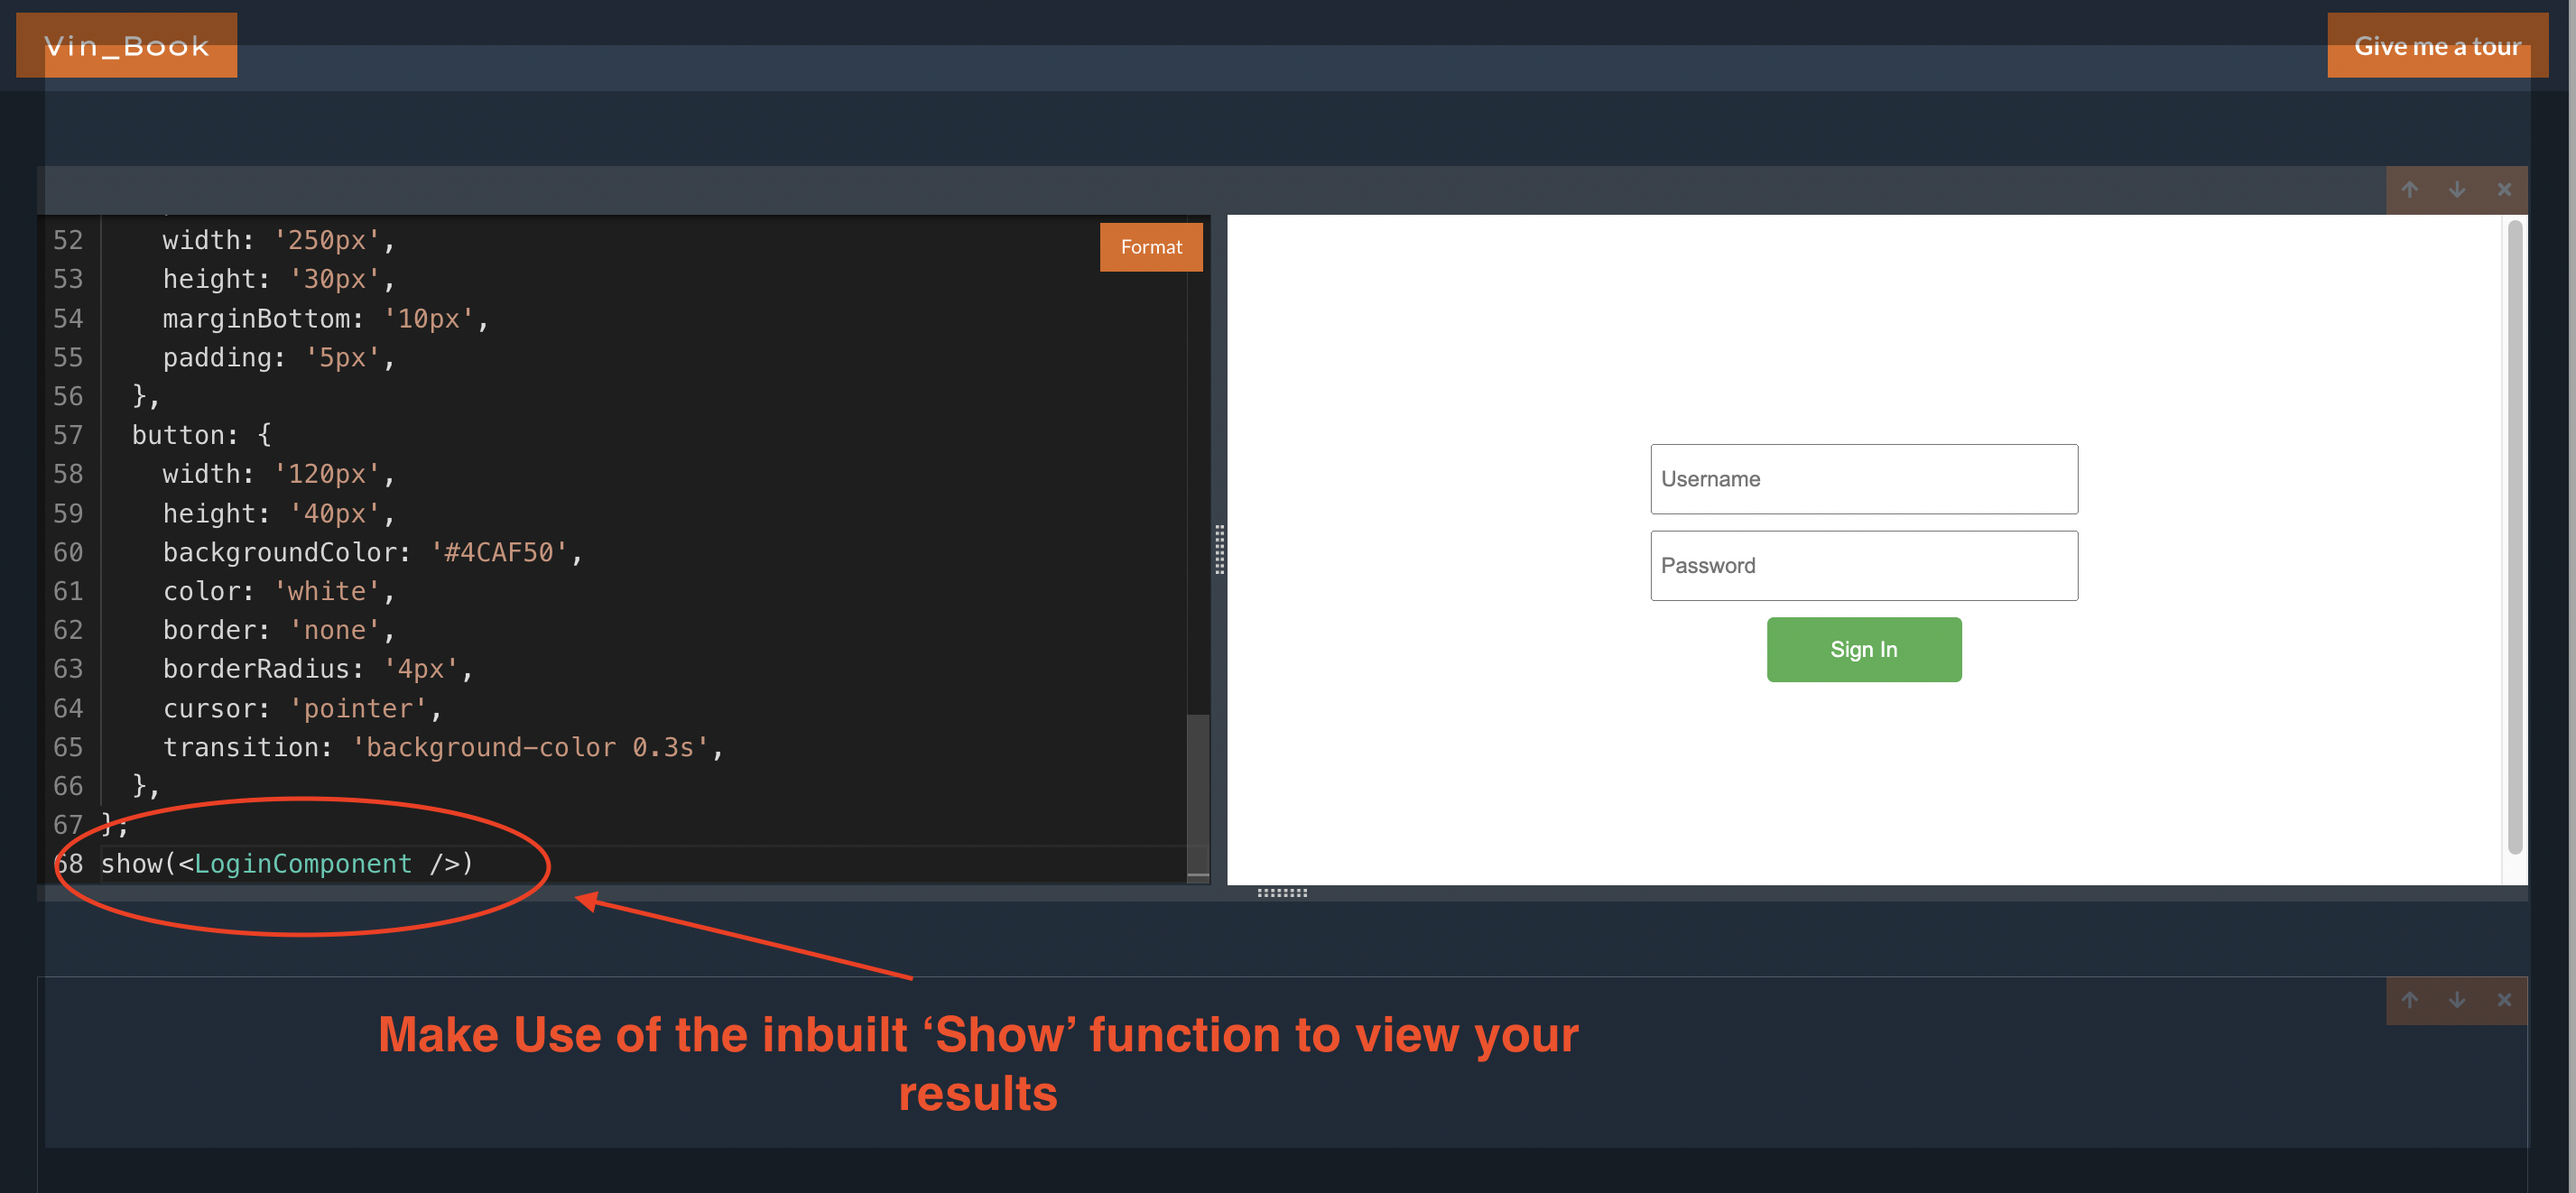 Vin_Book
Give me a tour
Format
52 width: '250px',
53 height: '30px',
54 marginBottom: '10px',
55 padding: '5px',
56 },
57 button: {
58 width: '120px',
59 height: '40px',
60 backgroundColor: '#4CAF50',
61 color: 'white',
62 border: 'none',
63 borderRadius: '4px',
64 cursor: 'pointer',
65 transition: 'background-color 0.3s',
66 },
67 };
68 show(<LoginComponent />)
Username
Password
Sign In
Make Use of the inbuilt ‘Show’ function to view your
results